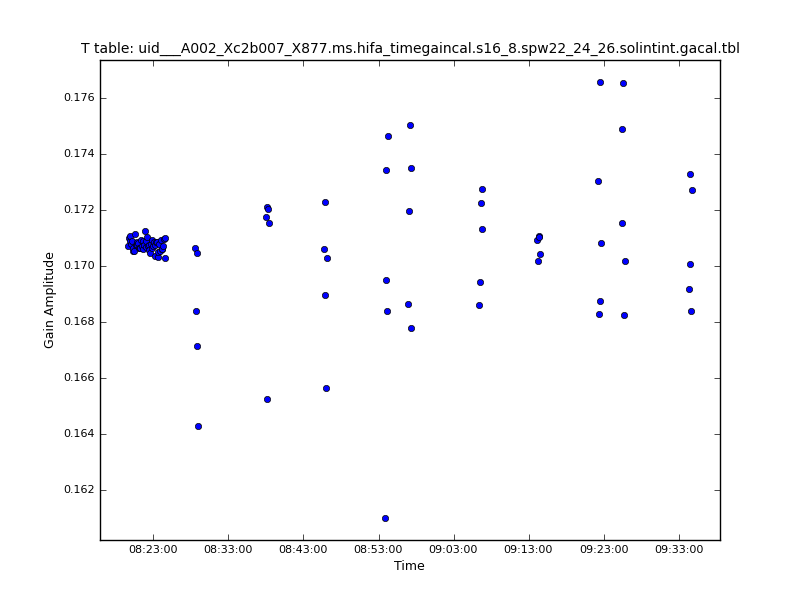 T table: uid___A002_Xc2b007_X877.ms.hifa_timegaincal.s16_8.spw22_24_26.solintint.gacal.tbl
0.176
0.174
0.172
0.170
0.168
0.166
0.164
0.162
Gain Amplitude
08:23:00 08:33:00 08:43:00 08:53:00 09:03:00 09:13:00 09:23:00 09:33:00
Time